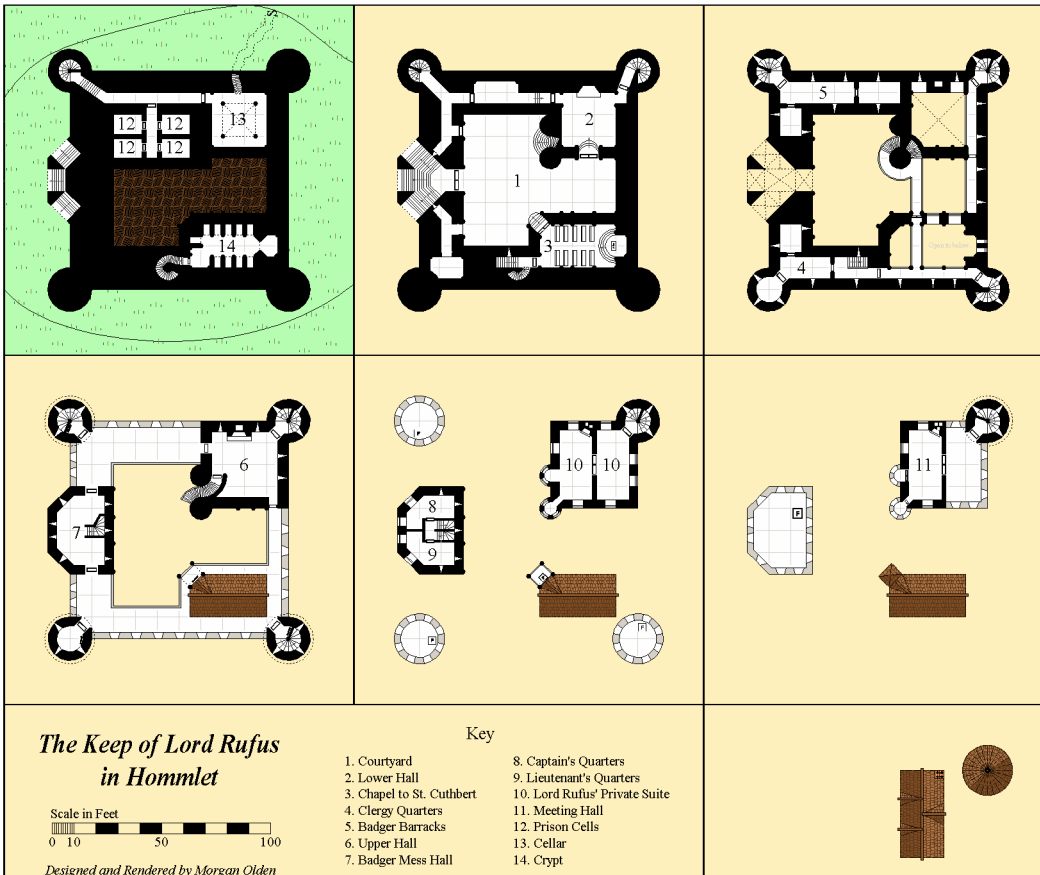 S
12
12
13
12
12
14
2
1
3
5
4
Open to below
6
7
F
10
10
8
9
F
F
F
11
F
The Keep of Lord Rufus
in Hommlet
Scale in Feet
0 10 50 100
Designed and Rendered by Morgan Olden
Key
1. Courtyard
2. Lower Hall
3. Chapel to St. Cuthbert
4. Clergy Quarters
5. Badger Barracks
6. Upper Hall
7. Badger Mess Hall
8. Captain's Quarters
9. Lieutenant's Quarters
10. Lord Rufus' Private Suite
11. Meeting Hall
12. Prison Cells
13. Cellar
14. Crypt